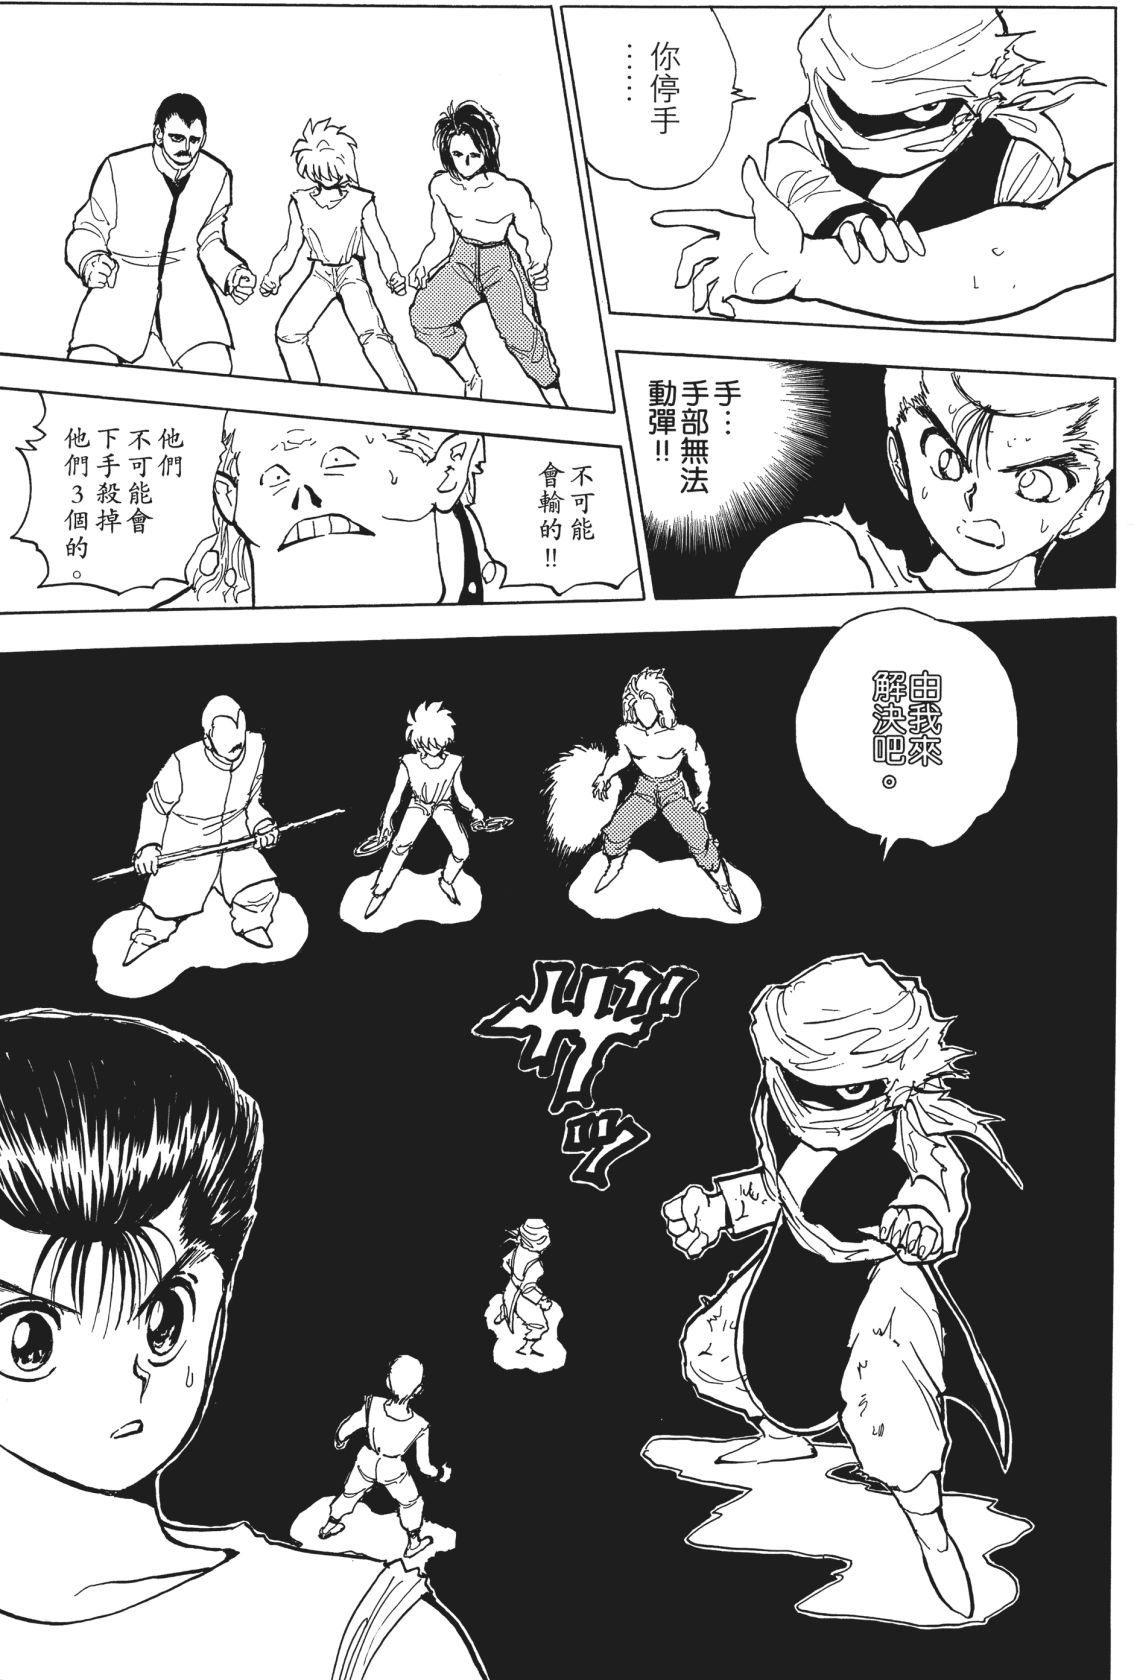 你停手
……
手…
手部無法
動彈!!
不可能
會輸的!!
他們
不可能會
下手殺掉
他們3個的。
由我來
解決吧。